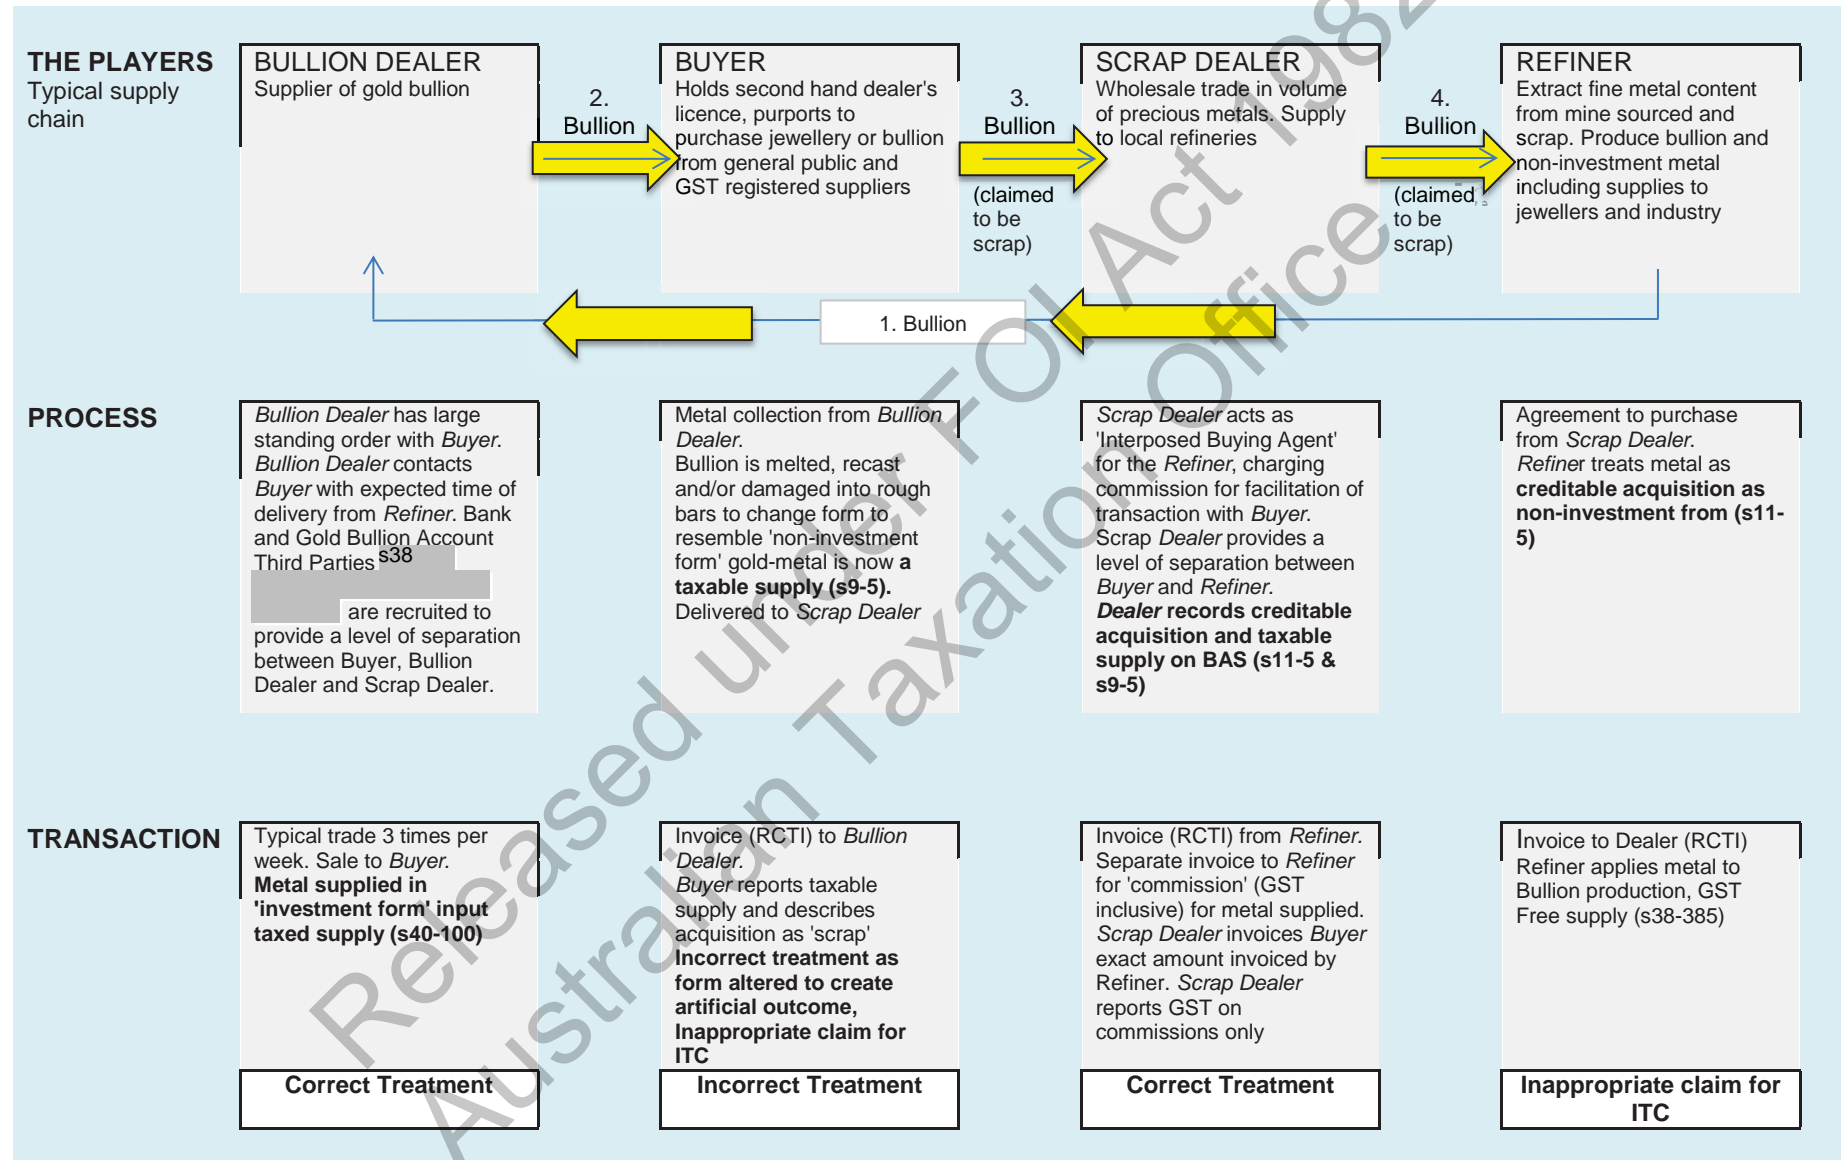 THE PLAYERS
Typical supply
chain
BULLION DEALER
Supplier of gold bullion
2.
Bullion
BUYER
Holds second hand dealer's
licence, purports to
purchase jewellery or bullion
from general public and
GST registered suppliers
3.
Bullion
(claimed
to be
scrap)
SCRAP DEALER
Wholesale trade in volume
of precious metals. Supply
to local refineries
4.
Bullion
(claimed
to be
scrap)
REFINER
Extract fine metal content
from mine sourced and
scrap. Produce bullion and
non-investment metal
including supplies to
jewellers and industry
1. Bullion
PROCESS
Bullion Dealer has large
standing order with Buyer.
Bullion Dealer contacts
Buyer with expected time of
delivery from Refiner. Bank
and Gold Bullion Account
Third Parties s38
are recruited to
provide a level of separation
between Buyer, Bullion
Dealer and Scrap Dealer.
Metal collection from Bullion
Dealer.
Bullion is melted, recast
and/or damaged into rough
bars to change form to
resemble 'non-investment
form' gold-metal is now a
taxable supply (s9-5).
Delivered to Scrap Dealer
Scrap Dealer acts as
'Interposed Buying Agent'
for the Refiner, charging
commission for facilitation of
transaction with Buyer.
Scrap Dealer provides a
level of separation between
Buyer and Refiner.
Dealer records creditable
acquisition and taxable
supply on BAS (s11-5 &
s9-5)
Agreement to purchase
from Scrap Dealer.
Refiner treats metal as
creditable acquisition as
non-investment from (s11-
5)
TRANSACTION
Typical trade 3 times per
week. Sale to Buyer.
Metal supplied in
'investment form' input
taxed supply (s40-100)
Correct Treatment
Invoice (RCTI) to Bullion
Dealer.
Buyer reports taxable
supply and describes
acquisition as 'scrap'
Incorrect treatment as
form altered to create
artificial outcome,
Inappropriate claim for
ITC
Incorrect Treatment
Invoice (RCTI) from Refiner.
Separate invoice to Refiner
for 'commission' (GST
inclusive) for metal supplied.
Scrap Dealer invoices Buyer
exact amount invoiced by
Refiner. Scrap Dealer
reports GST on
commissions only
Correct Treatment
Invoice to Dealer (RCTI)
Refiner applies metal to
Bullion production, GST
Free supply (s38-385)
Inappropriate claim for
ITC
Released under FOI Act 1982
Australian Taxation Office